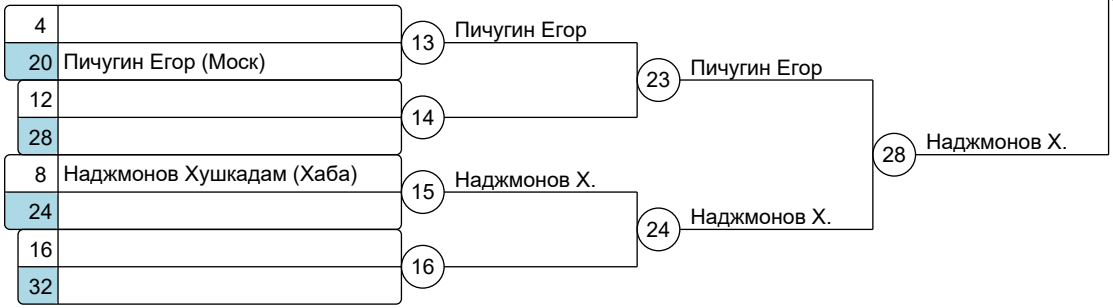 4
13
Пичугин Егор
20 Пичугин Егор (Моск)
23
Пичугин Егор
12
14
28
28
Наджмонов Х.
8 Наджмонов Хушкадам (Хаба)
15
Наджмонов Х.
24
24
Наджмонов Х.
16
16
32